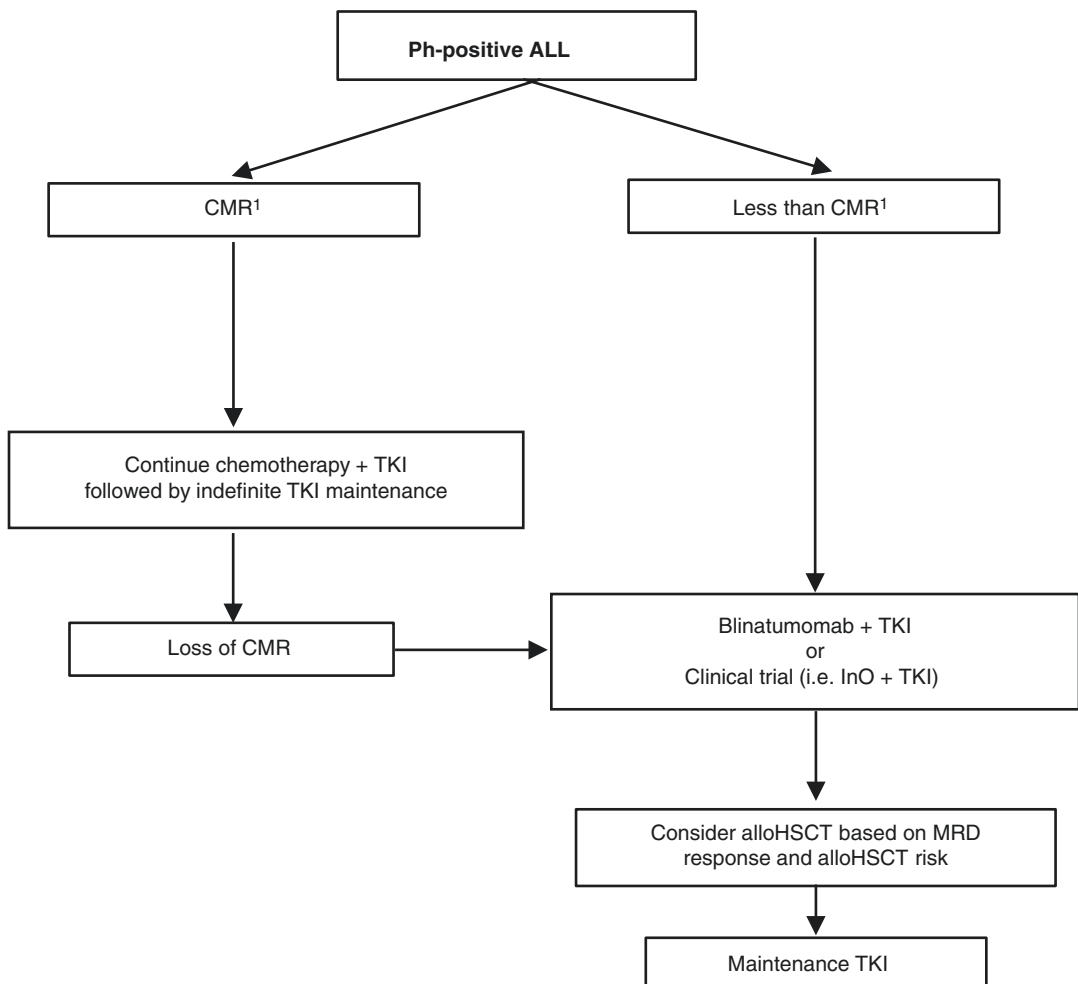 Ph-positive ALL
CMR¹
Less than CMR¹
Continue chemotherapy + TKI
followed by indefinite TKI maintenance
Loss of CMR
Blinatumomab + TKI
or
Clinical trial (i.e. InO + TKI)
Consider alloHSCT based on MRD
response and alloHSCT risk
Maintenance TKI